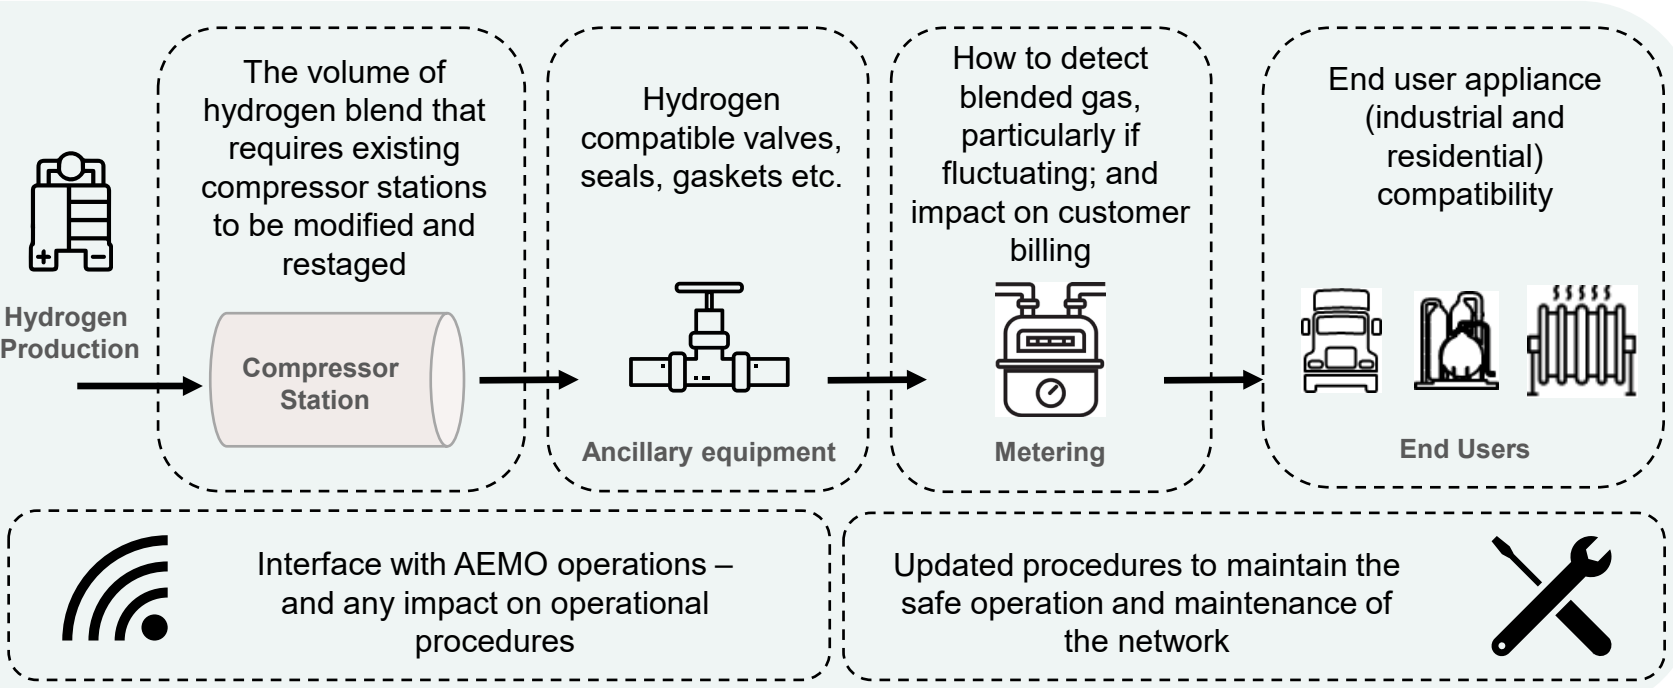 The volume of
hydrogen blend that
requires existing
compressor stations
to be modified and
restaged
Hydrogen
compatible valves,
seals, gaskets etc.
How to detect
blended gas,
particularly if
fluctuating; and
impact on customer
billing
End user appliance
(industrial and
residential)
compatibility
Hydrogen
Production
Compressor
Station
Ancillary equipment
Metering
End Users
Interface with AEMO operations –
and any impact on operational
procedures
Updated procedures to maintain the
safe operation and maintenance of
the network